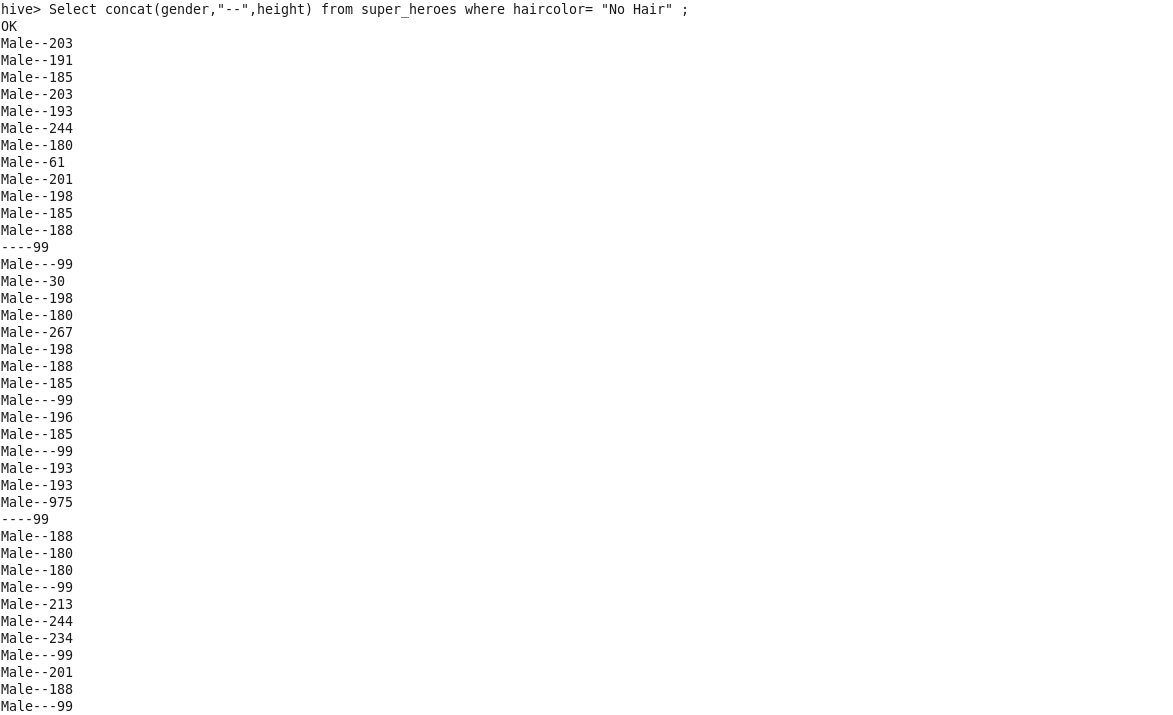 hive> Select concat(gender,"--",height) from super_heroes where haircolor= "No Hair" ;
OK
Male--203
Male--191
Male--185
Male--203
Male--193
Male--244
Male--180
Male--61
Male--201
Male--198
Male--185
Male--188
----99
Male---99
Male--30
Male--198
Male--180
Male--267
Male--198
Male--188
Male--185
Male---99
Male--196
Male--185
Male---99
Male--193
Male--193
Male--975
----99
Male--188
Male--180
Male--180
Male---99
Male--213
Male--244
Male--234
Male---99
Male--201
Male--188
Male---99